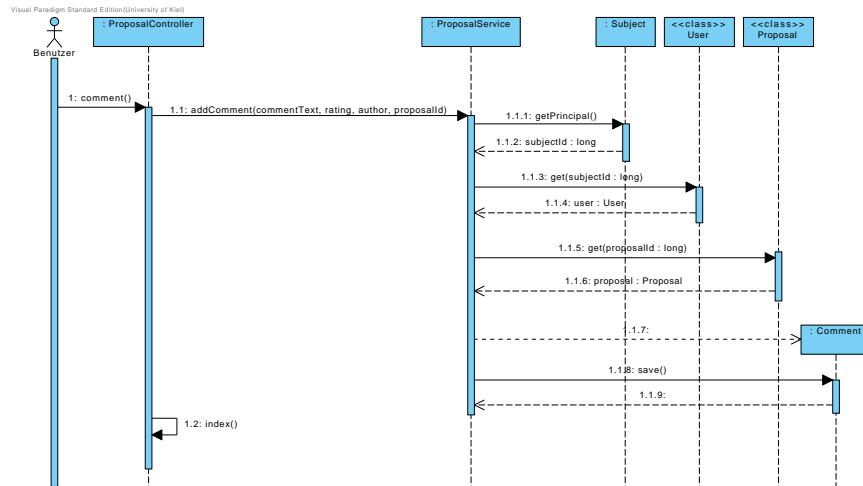 Visual Paradigm Standard Edition(University of Kiel)
: ProposalController
: ProposalService
: Subject
<<class>>
User
<<class>>
Proposal
Benutzer
1: comment()
1.1: addComment(commentText, rating, author, proposalId)
1.1.1: getPrincipal()
1.1.2: subjectId : long
1.1.3: get(subjectId : long)
1.1.4: user : User
1.1.5: get(proposalId : long)
1.1.6: proposal : Proposal
1.1.7:
: Comment
1.1.8: save()
1.1.9:
1.2: index()